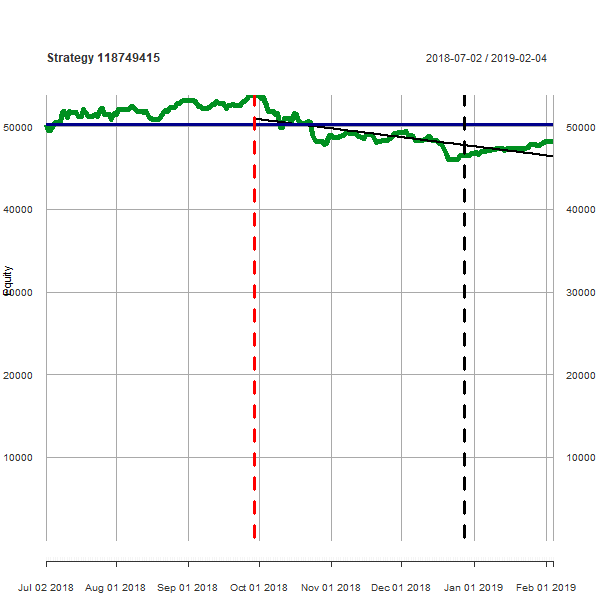 Strategy 118749415 2018-07-02 / 2019-02-04
50000 50000
40000 40000
Equity
30000 30000
20000 20000
10000 10000
Jul 02 2018 Aug 01 2018 Sep 01 2018 Oct 01 2018 Nov 01 2018 Dec 01 2018 Jan 01 2019 Feb 01 2019